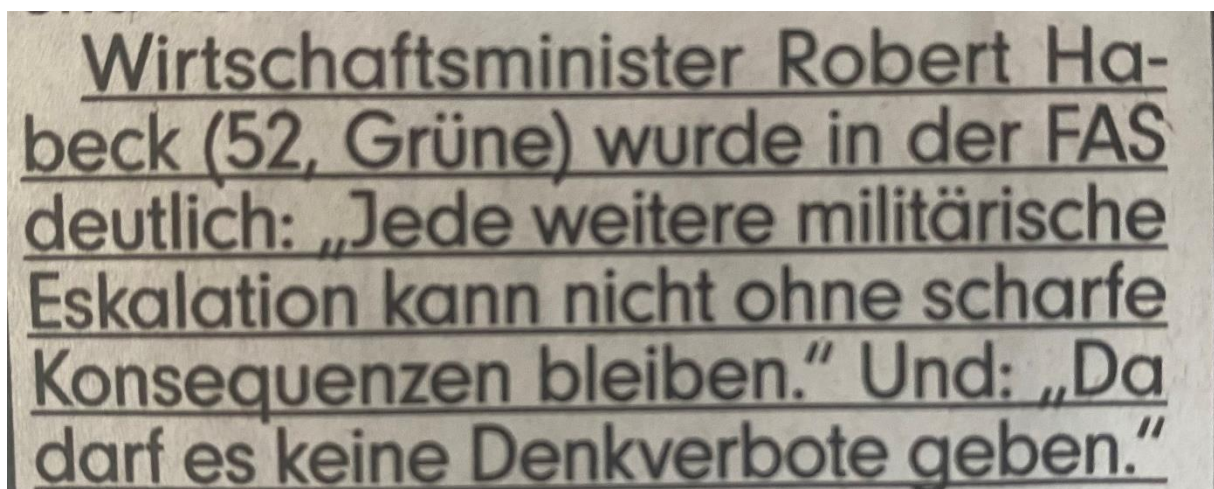 Wirtschaftsminister Robert Ha-
beck (52, Grüne) wurde in der FAS
deutlich: „Jede weitere militärische
Eskalation kann nicht ohne scharfe
Konsequenzen bleiben.“ Und: „Da
darf es keine Denkverbote geben.“